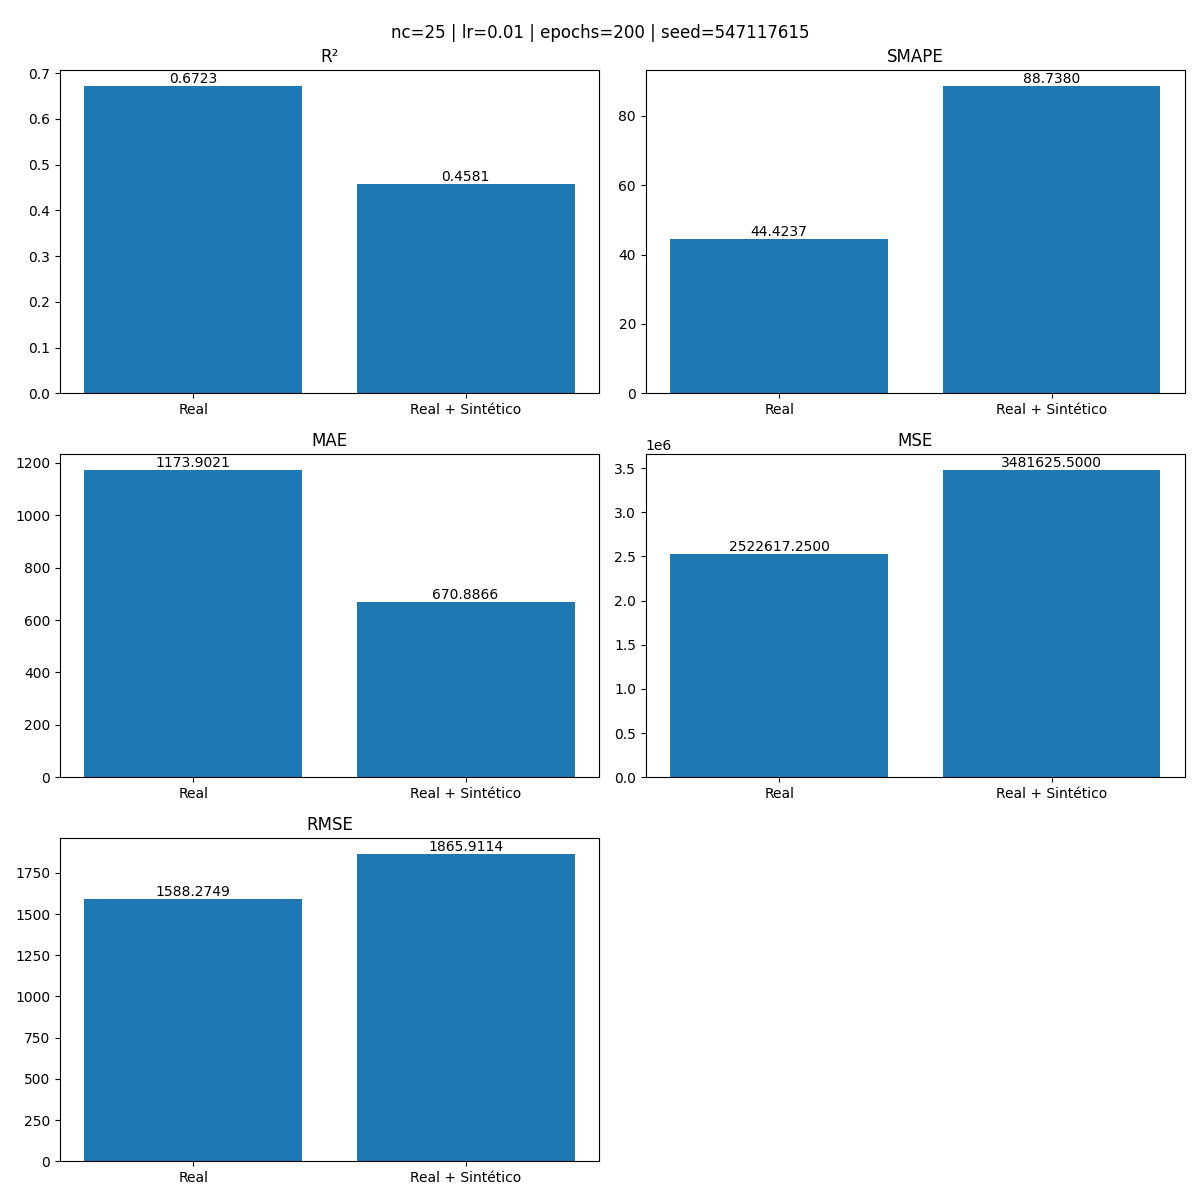 nc=25 | lr=0.01 | epochs=200 | seed=547117615
R²
0.7
0.6
0.5
0.4
0.3
0.2
0.1
0.0
0.6723
0.4581
Real
Real + Sintético
SMAPE
80
60
40
20
0
44.4237
88.7380
Real
Real + Sintético
MAE
1200
1000
800
600
400
200
0
1173.9021
670.8866
Real
Real + Sintético
MSE
1e6
3.5
3.0
2.5
2.0
1.5
1.0
0.5
0.0
2522617.2500
3481625.5000
Real
Real + Sintético
RMSE
1750
1500
1250
1000
750
500
250
0
1588.2749
1865.9114
Real
Real + Sintético